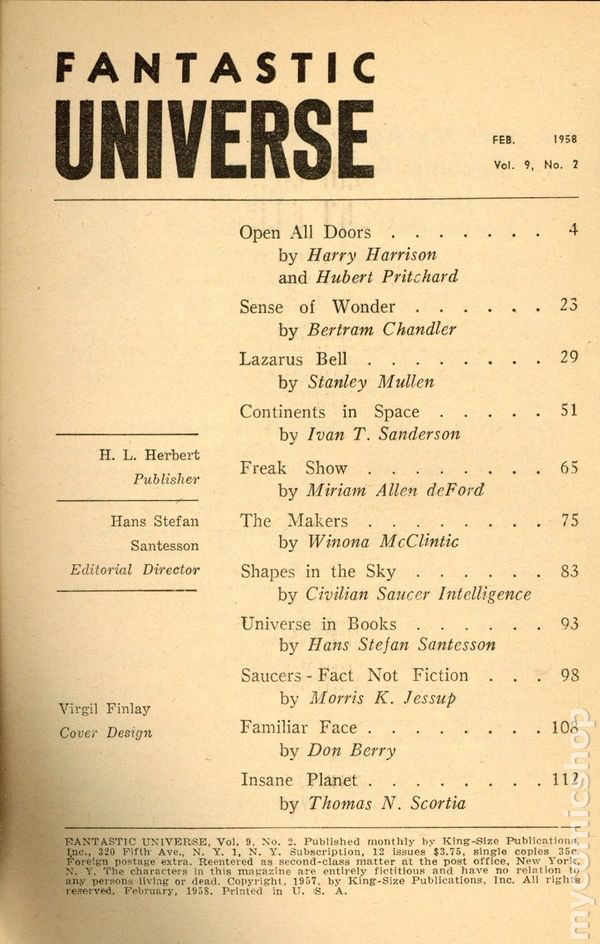 FANTASTIC
UNIVERSE
FEB. 1958
Vol. 9, No. 2
Open All Doors . . . . . . . 4
by Harry Harrison
and Hubert Pritchard
Sense of Wonder . . . . . . 23
by Bertram Chandler
Lazarus Bell . . . . . . . . 29
by Stanley Mullen
Continents in Space . . . . . 51
by Ivan T. Sanderson
Freak Show . . . . . . . . 65
by Miriam Allen deFord
The Makers . . . . . . . . 75
by Winona McClintic
Shapes in the Sky . . . . . . 83
by Civilian Saucer Intelligence
Universe in Books . . . . . . 93
by Hans Stefan Santesson
Saucers - Fact Not Fiction . . . 98
by Morris K. Jessup
Familiar Face . . . . . . . . 108
by Don Berry
Insane Planet . . . . . . . . 112
by Thomas N. Scortia
H. L. Herbert
Publisher
Hans Stefan
Santesson
Editorial Director
Virgil Finlay
Cover Design
FANTASTIC UNIVERSE, Vol. 9, No. 2. Published monthly by King-Size Publications,
Inc., 320 Fifth Ave., N. Y. 1, N. Y. Subscription, 12 issues $3.75, single copies 35c.
Foreign postage extra. Reentered as second-class matter at the post office, New York,
N. Y. The characters in this magazine are entirely fictitious and have no relation to
any persons living or dead. Copyright, 1957, by King-Size Publications, Inc. All rights
reserved, February, 1958. Printed in U. S. A.
mycomicshop